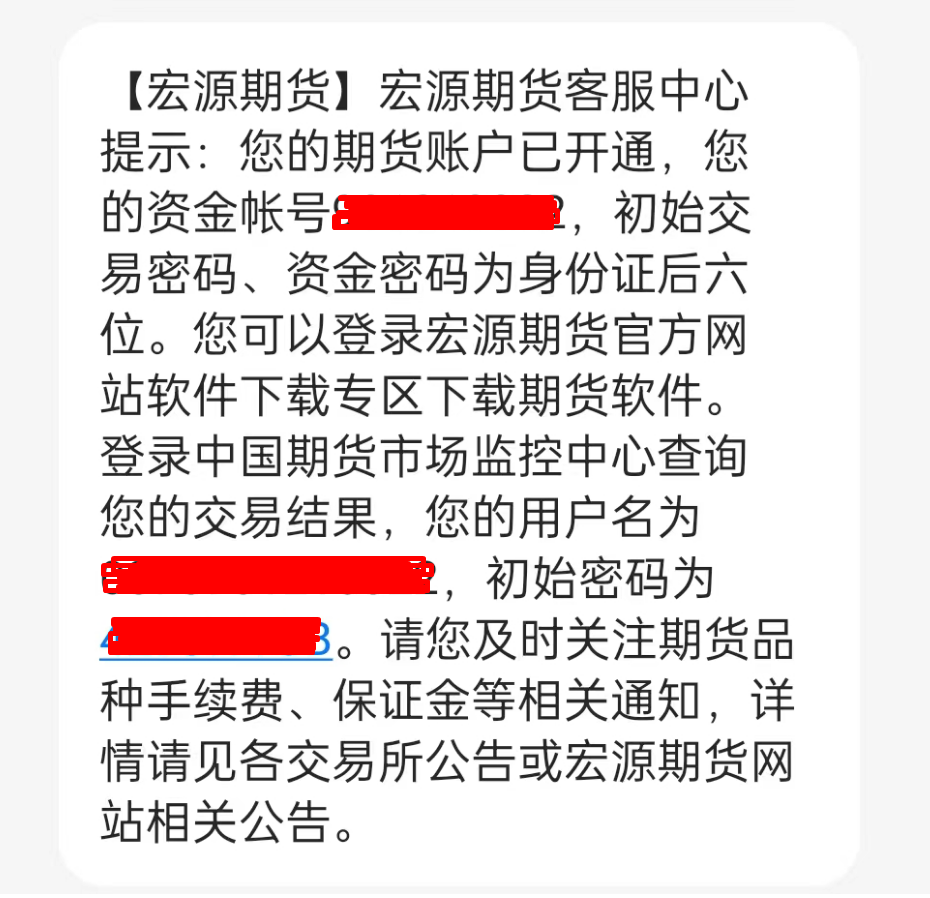 【宏源期货】宏源期货客服中心
提示：您的期货账户已开通，您
的资金帐号，初始交
易密码、资金密码为身份证后六
位。您可以登录宏源期货官方网
站软件下载专区下载期货软件。
登录中国期货市场监控中心查询
您的交易结果，您的用户名为
，初始密码为
。请您及时关注期货品
种手续费、保证金等相关通知，详
情请见各交易所公告或宏源期货网
站相关公告。